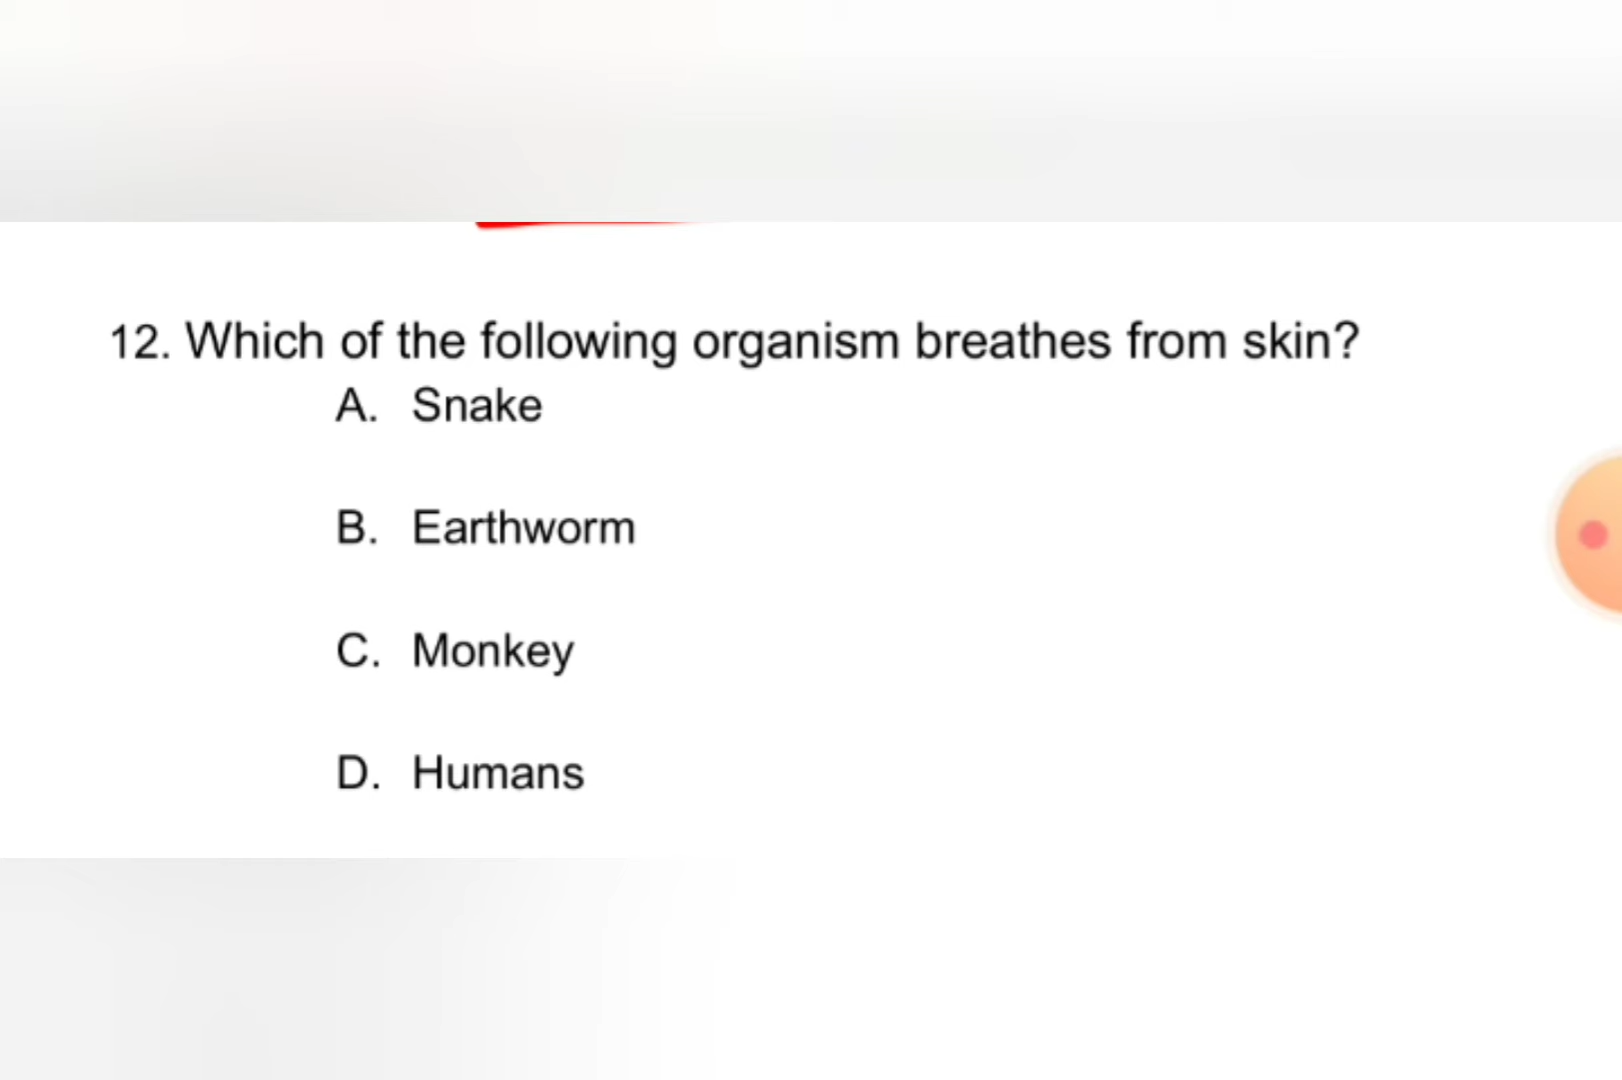 12. Which of the following organism breathes from skin?
A. Snake
B. Earthworm
C. Monkey
D. Humans